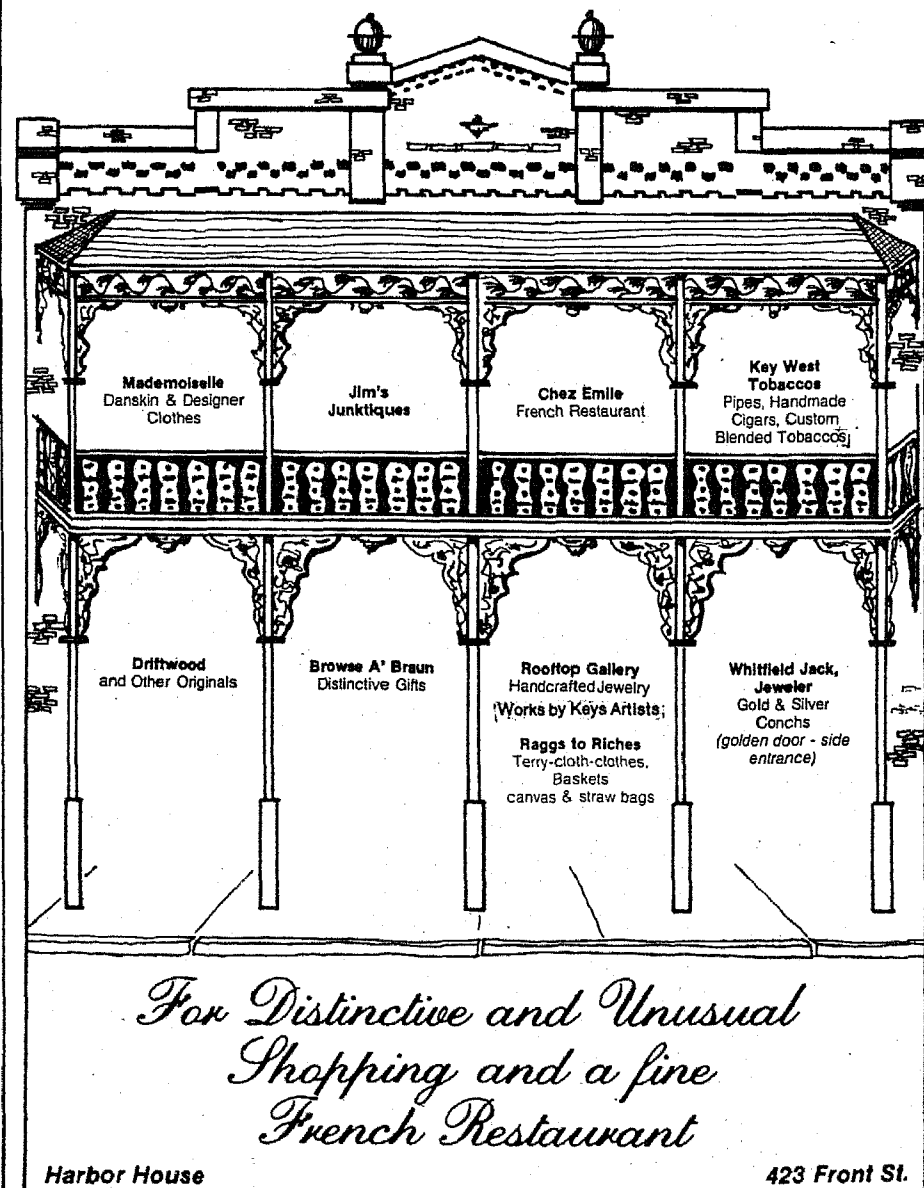 Mademoiselle
Danskin & Designer
Clothes
Jim's
Junktiques
Chez Emile
French Restaurant
Key West
Tobaccos
Pipes, Handmade
Cigars, Custom
Blended Tobaccos
Driftwood
and Other Originals
Browse A' Braun
Distinctive Gifts
Rooftop Gallery
Handcrafted Jewelry
Works by Keys Artists
Raggs to Riches
Terry-cloth-clothes,
Baskets
canvas & straw bags
Whitfield Jack,
Jeweler
Gold & Silver
Conchs
(golden door - side
entrance)
For Distinctive and Unusual
Shopping and a fine
French Restaurant
Harbor House 423 Front St.